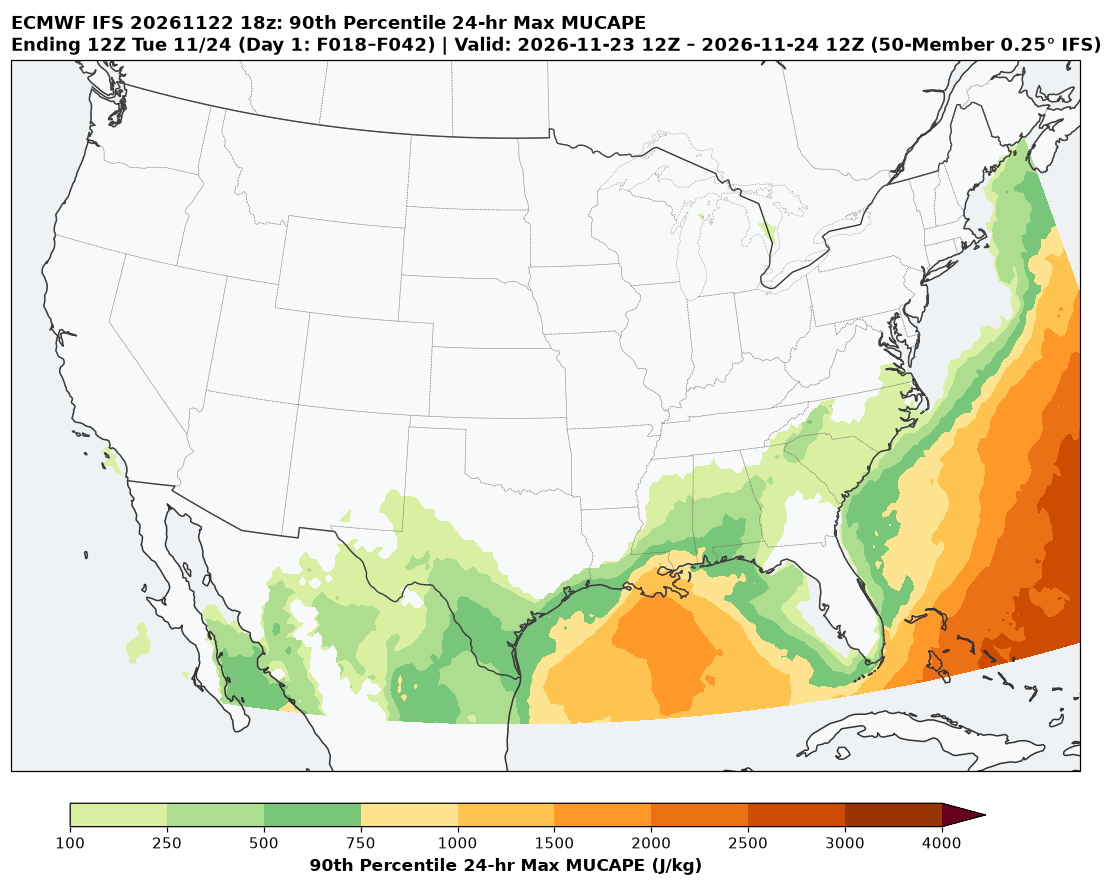 ECMWF IFS 20261122 18z: 90th Percentile 24-hr Max MUCAPE
Ending 12Z Tue 11/24 (Day 1: F018–F042) | Valid: 2026-11-23 12Z – 2026-11-24 12Z (50-Member 0.25° IFS)
100 250 500 750 1000 1500 2000 2500 3000 4000
90th Percentile 24-hr Max MUCAPE (J/kg)